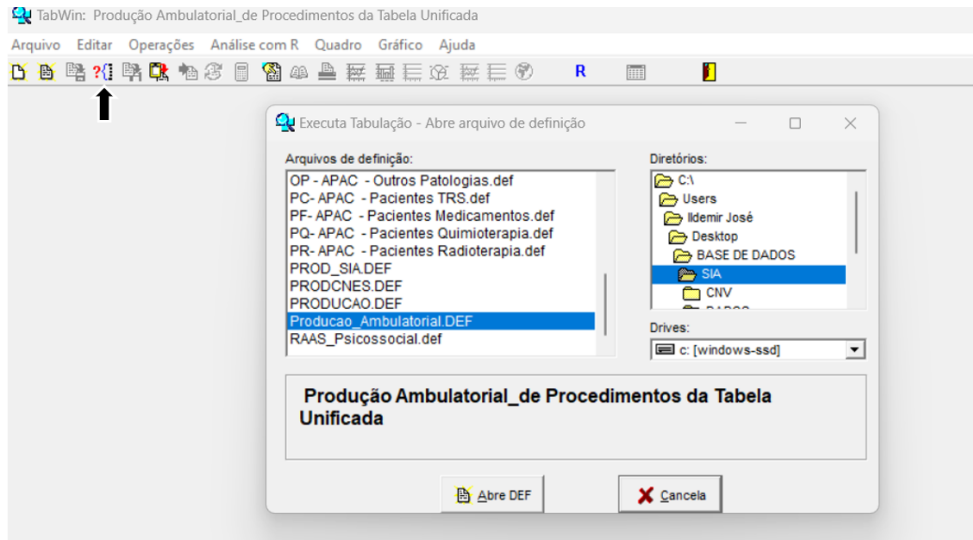 TabWin: Produção Ambulatorial_de Procedimentos da Tabela Unificada
Arquivo Editar Operações Análise com R Quadro Gráfico Ajuda
?{ R
Executa Tabulação - Abre arquivo de definição
Arquivos de definição:
OP - APAC - Outros Patologias.def
PC- APAC - Pacientes TRS.def
PF- APAC - Pacientes Medicamentos.def
PQ- APAC - Pacientes Quimioterapia.def
PR- APAC - Pacientes Radioterapia.def
PROD_SIA.DEF
PRODCNES.DEF
PRODUCAO.DEF
Producao_Ambulatorial.DEF
RAAS_Psicossocial.def
Diretórios:
C:\
Users
Ildemir José
Desktop
BASE DE DADOS
SIA
CNV
Drives:
c: [windows-ssd]
Produção Ambulatorial_de Procedimentos da Tabela
Unificada
Abre DEF
Cancela